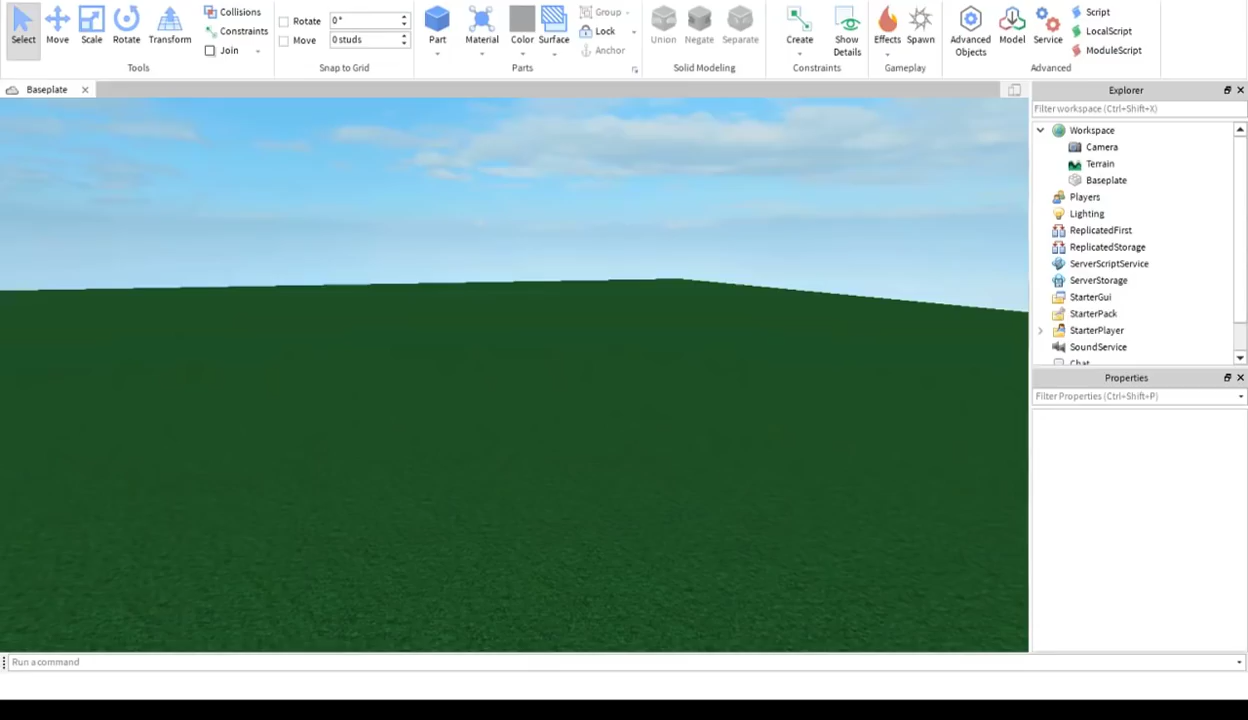 Select
Move
Scale
Rotate
Transform
Collisions
Constraints
Join
Tools
Rotate 0°
Move 0 studs
Snap to Grid
Part
Material
Color
Surface
Group
Lock
Anchor
Parts
Union
Negate
Separate
Solid Modeling
Create
Show
Details
Constraints
Effects
Spawn
Gameplay
Advanced
Objects
Model
Service
Script
LocalScript
ModuleScript
Advanced
Baseplate
Explorer
Filter workspace (Ctrl+Shift+X)
Workspace
Camera
Terrain
Baseplate
Players
Lighting
ReplicatedFirst
ReplicatedStorage
ServerScriptService
ServerStorage
StarterGui
StarterPack
StarterPlayer
SoundService
Chat
Properties
Filter Properties (Ctrl+Shift+P)
Run a command